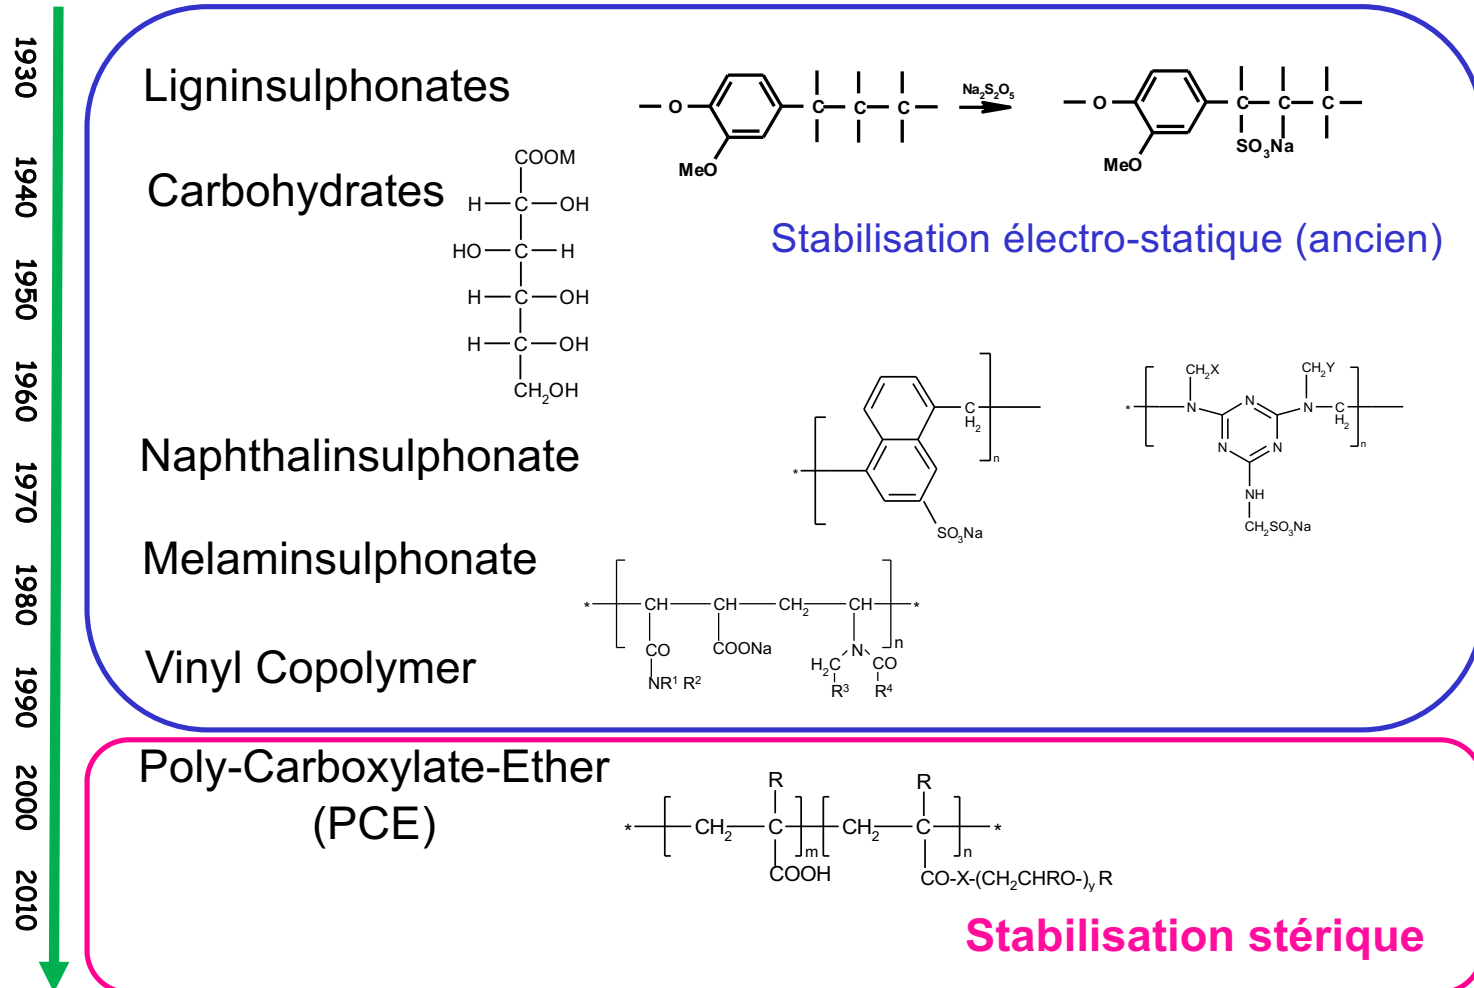 1930
1940
1950
1960
1970
1980
1990
2000
2010
Ligninsulphonates
O
MeO
C
C
C
Na2S2O5
O
MeO
C
C
C
SO3Na
Carbohydrates
COOM
H C OH
HO C H
H C OH
H C OH
CH2OH
Stabilisation électro-statique (ancien)
Naphthalinsulphonate
*
C
H2
n
SO3Na
*
CH2X
N
N
N
N
CH2Y
N
C
H2
n
NH
CH2SO3Na
Melaminsulphonate
Vinyl Copolymer
* CH CH CH2 CH *
n
CO
NR1 R2
COONa
N
H2C
R3
CO
R4
Poly-Carboxylate-Ether
(PCE)
R
R
* CH2 C m CH2 C n *
COOH
CO-X-(CH2CHRO-)y R
Stabilisation stérique